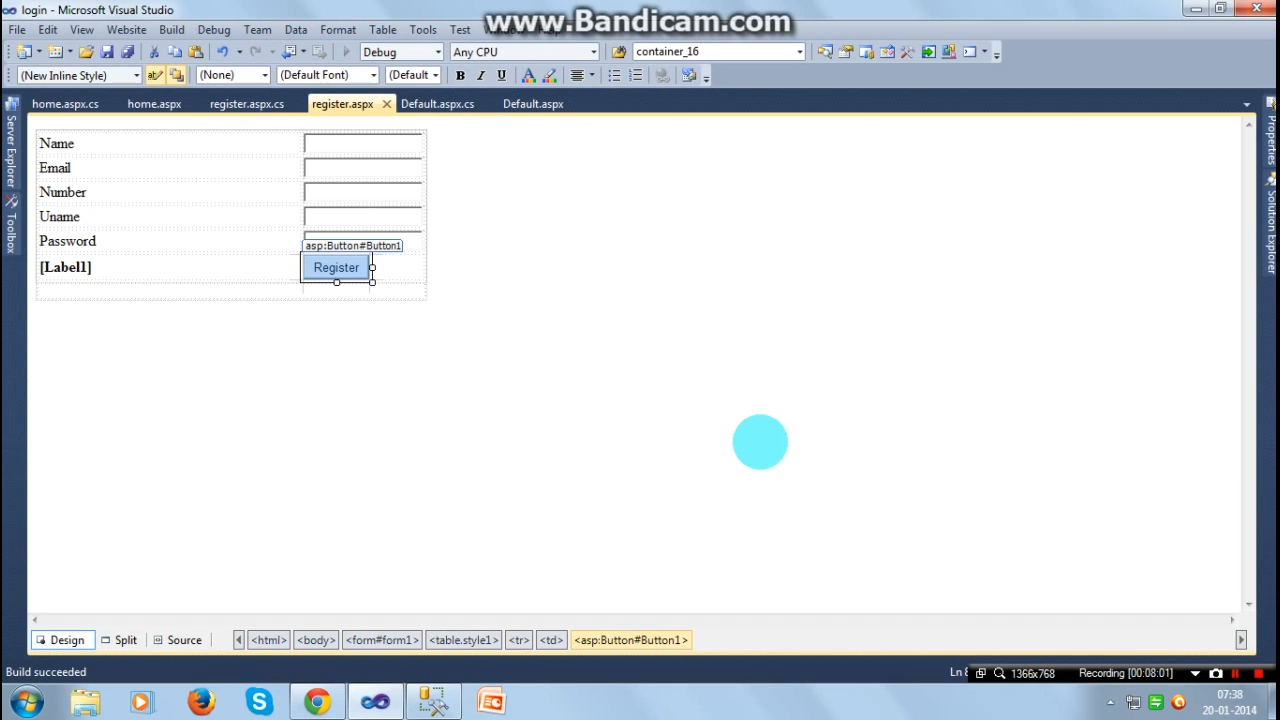 login - Microsoft Visual Studio
www.Bandicam.com
File Edit View Website Build Debug Team Data Format Table Tools Test
Debug Any CPU container_16
(New Inline Style) ab/ (None) (Default Font) (Default B I U A
home.aspx.cs home.aspx register.aspx.cs register.aspx Default.aspx.cs Default.aspx
Server Explorer
Toolbox
Properties
Solution Explorer
Name
Email
Number
Uname
Password
asp:Button#Button1
[Label1] Register
Design Split Source <html> <body> <form#form1> <table.style1> <tr> <td> <asp:Button#Button1>
Build succeeded
1366x768 Recording [00:08:01]
07:38
20-01-2014